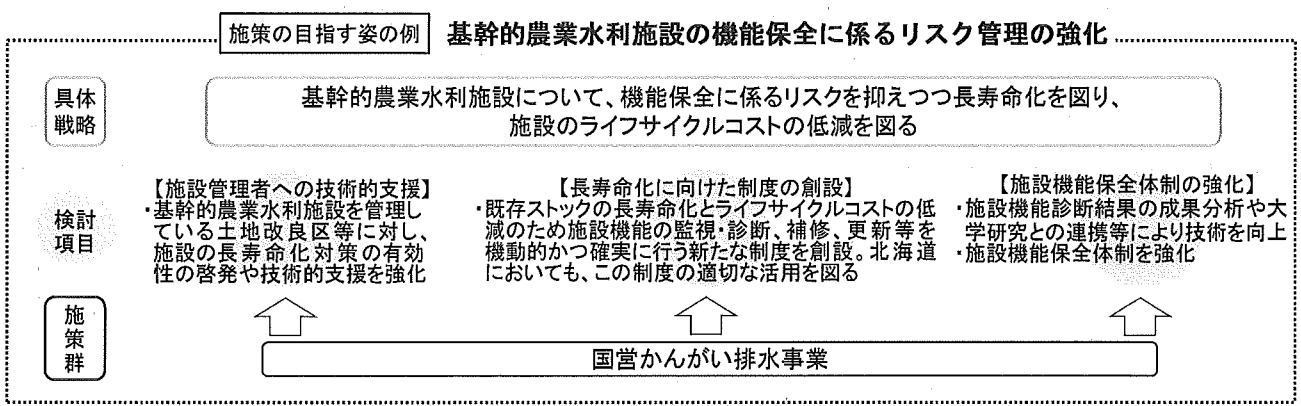 施策の目指す姿の例
基幹的農業水利施設の機能保全に係るリスク管理の強化
具体
戦略
基幹的農業水利施設について、機能保全に係るリスクを抑えつつ長寿命化を図り、
施設のライフサイクルコストの低減を図る
検討
項目
【施設管理者への技術的支援】
・基幹的農業水利施設を管理し
ている土地改良区等に対し、
施設の長寿命化対策の有効
性の啓発や技術的支援を強化
【長寿命化に向けた制度の創設】
・既存ストックの長寿命化とライフサイクルコストの低
減のため施設機能の監視・診断、補修、更新等を
機動的かつ確実に行う新たな制度を創設。北海道
においても、この制度の適切な活用を図る
【施設機能保全体制の強化】
・施設機能診断結果の成果分析や大
学研究との連携等により技術を向上
・施設機能保全体制を強化
施
策
群
国営かんがい排水事業